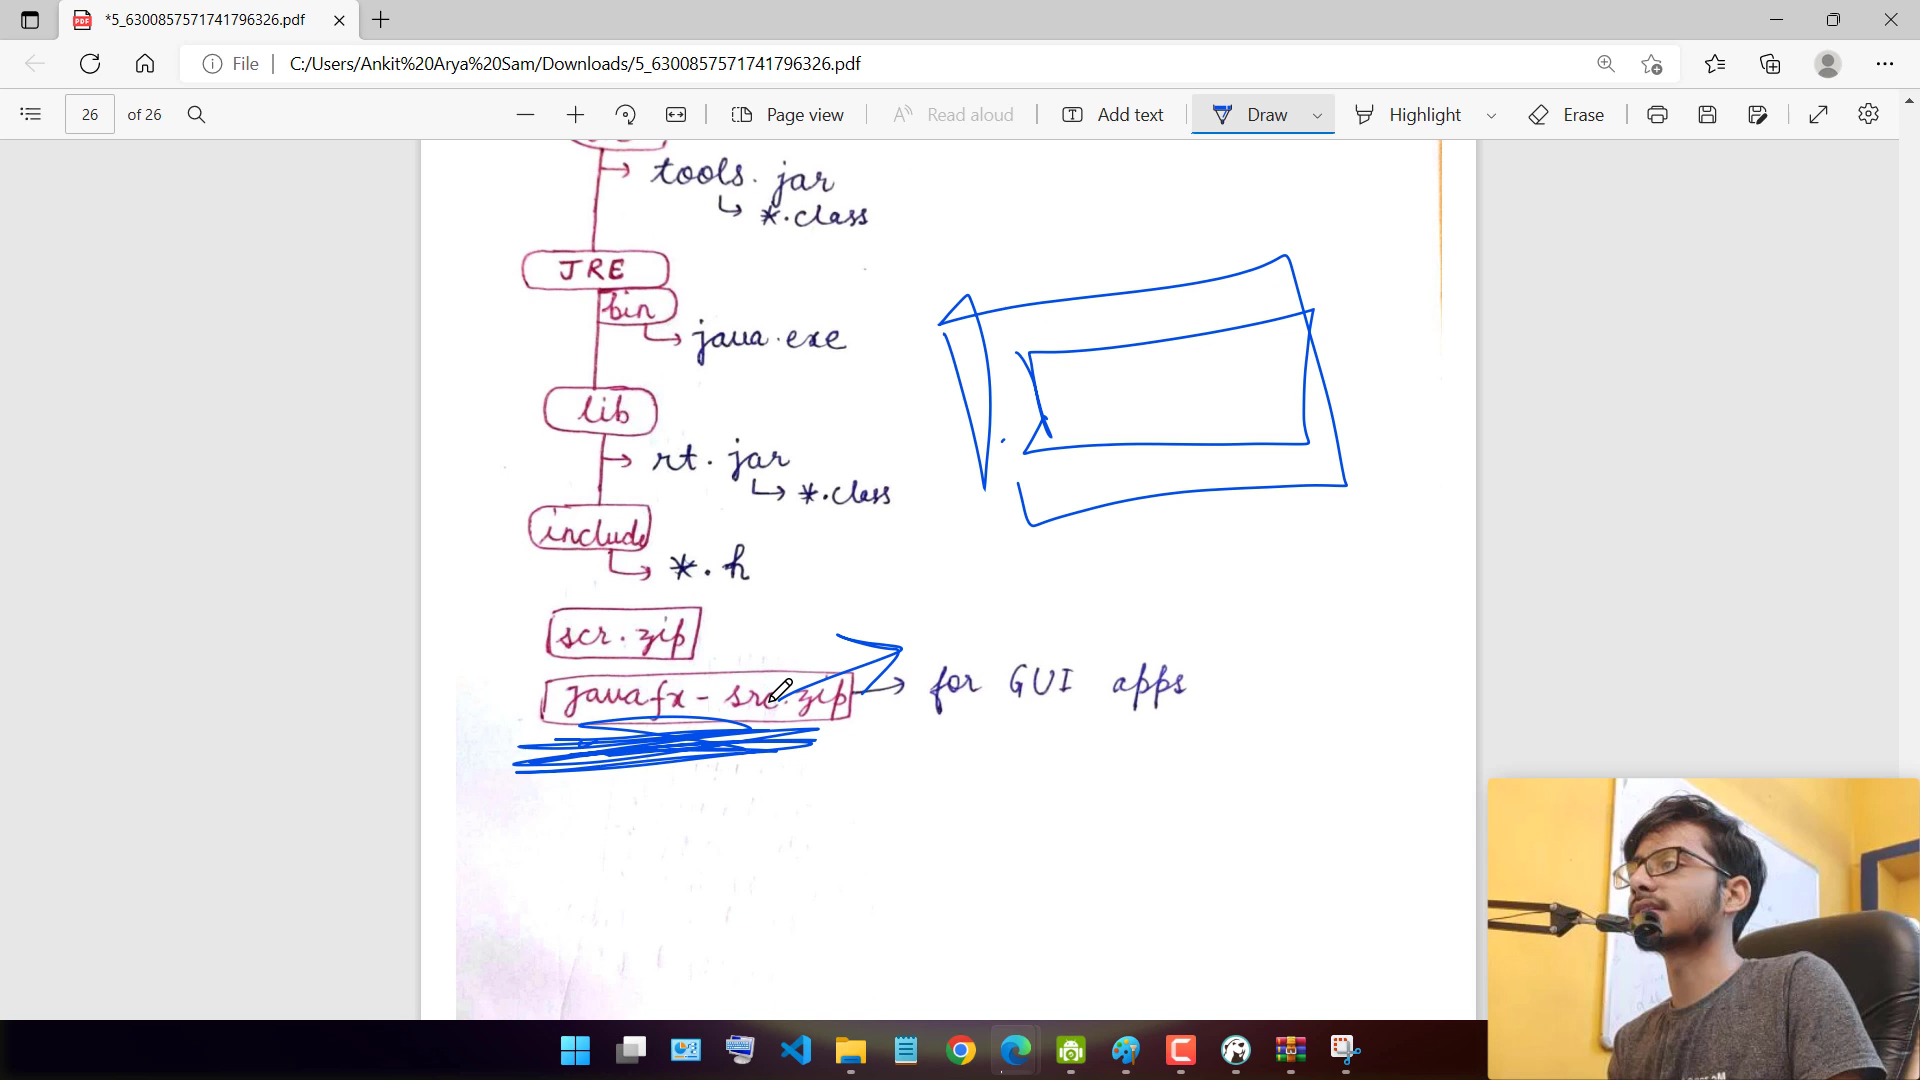 *5_6300857571741796326.pdf
File
C:/Users/Ankit%20Arya%20Sam/Downloads/5_6300857571741796326.pdf
26 of 26
Page view
Read aloud
Add text
Draw
Highlight
Erase
tools.jar
*.class
JRE
bin
java.exe
lib
rt.jar
*.class
include
*.h
scr.zip
javafx - src.zip
for GUI apps